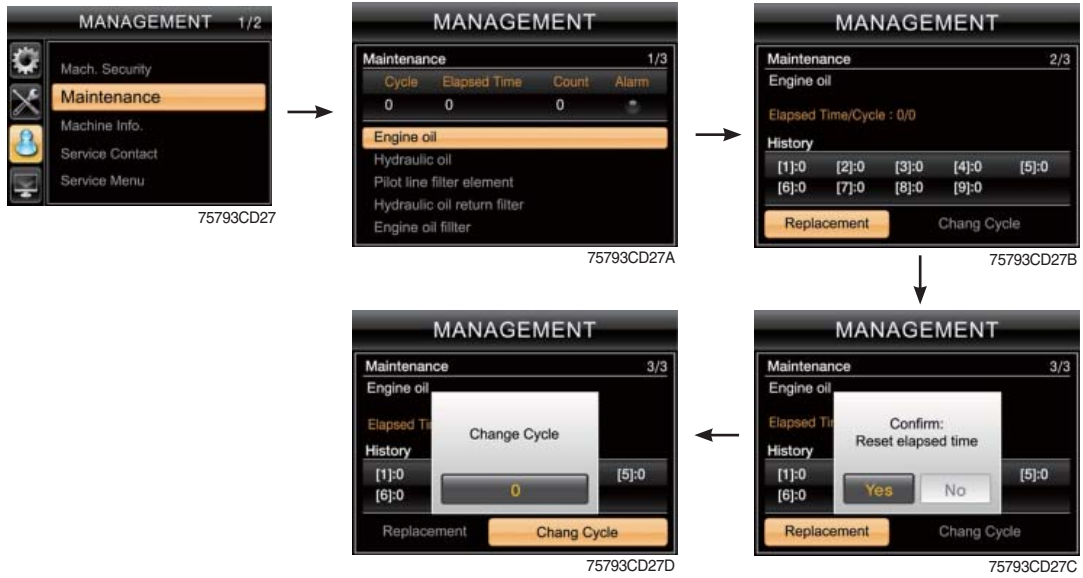 MANAGEMENT 1/2
Mach. Security
Maintenance
Machine Info.
Service Contact
Service Menu
75793CD27
MANAGEMENT
Maintenance 1/3
Cycle Elapsed Time Count Alarm
0 0 0
Engine oil
Hydraulic oil
Pilot line filter element
Hydraulic oil return filter
Engine oil fillter
75793CD27A
MANAGEMENT
Maintenance 2/3
Engine oil
Elapsed Time/Cycle : 0/0
History
[1]:0 [2]:0 [3]:0 [4]:0 [5]:0
[6]:0 [7]:0 [8]:0 [9]:0
Replacement Chang Cycle
75793CD27B
MANAGEMENT
Maintenance 3/3
Engine oil
Elapsed Ti
Change Cycle
History
[1]:0 [5]:0
[6]:0
0
Replacement Chang Cycle
75793CD27D
MANAGEMENT
Maintenance 3/3
Engine oil
Elapsed Tir
Confirm:
Reset elapsed time
History
[1]:0 [5]:0
[6]:0
Yes No
Replacement Chang Cycle
75793CD27C